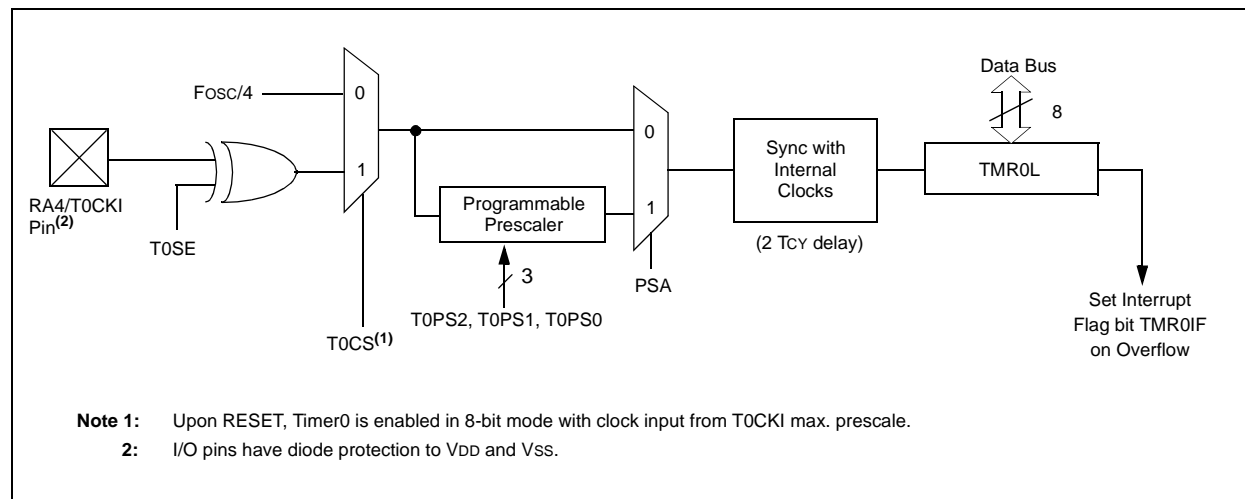 Data Bus
8
FOSC/4
0
1
0
1
Sync with
Internal
Clocks
(2 TCY delay)
TMR0L
RA4/T0CKI
Pin(2)
T0SE
Programmable
Prescaler
3
T0PS2, T0PS1, T0PS0
T0CS(1)
PSA
Set Interrupt
Flag bit TMR0IF
on Overflow
Note 1: Upon RESET, Timer0 is enabled in 8-bit mode with clock input from T0CKI max. prescale.
2: I/O pins have diode protection to VDD and VSS.